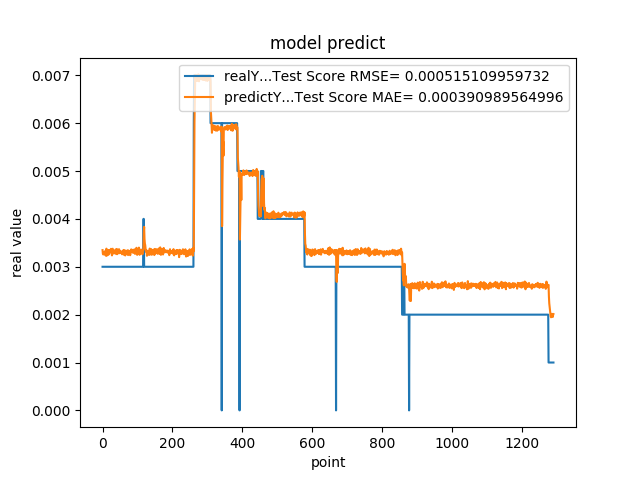 model predict
realY...Test Score RMSE= 0.000515109959732
predictY...Test Score MAE= 0.000390989564996
0.007
0.006
0.005
0.004
0.003
0.002
0.001
0.000
real value
0 200 400 600 800 1000 1200
point